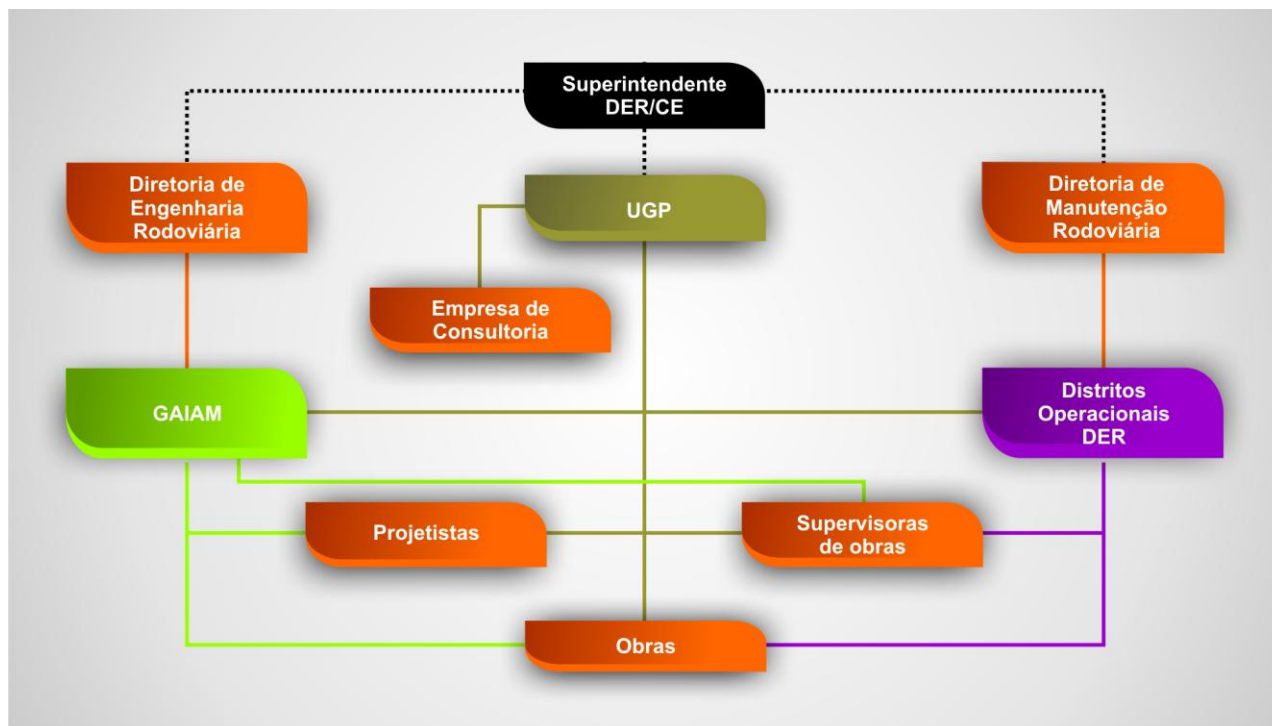 Superintendente
DER/CE
Diretoria de
Engenharia
Rodoviária
UGP
Diretoria de
Manutenção
Rodoviária
Empresa de
Consultoria
GAIAM
Distritos
Operacionais
DER
Projetistas
Supervisoras
de obras
Obras